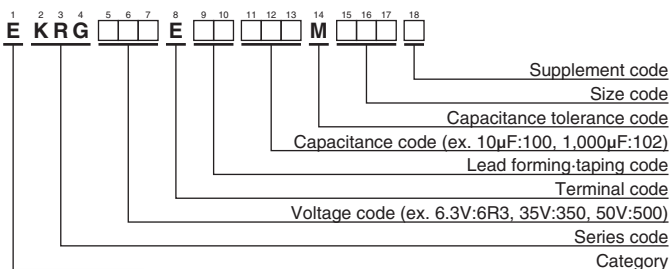 1 2 3 4 5 6 7 8 9 10 11 12 13 14 15 16 17 18
E KRG E M
Supplement code
Size code
Capacitance tolerance code
Capacitance code (ex. 10μF:100, 1,000μF:102)
Lead forming·taping code
Terminal code
Voltage code (ex. 6.3V:6R3, 35V:350, 50V:500)
Series code
Category